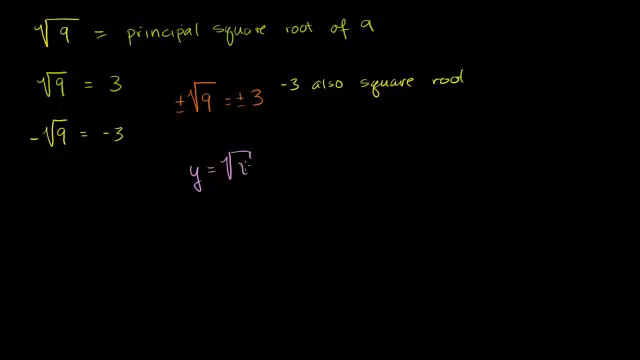 √9 = principal square root of 9
√9 = 3
±√9 = ±3
-3 also square root
-√9 = -3
y = √x